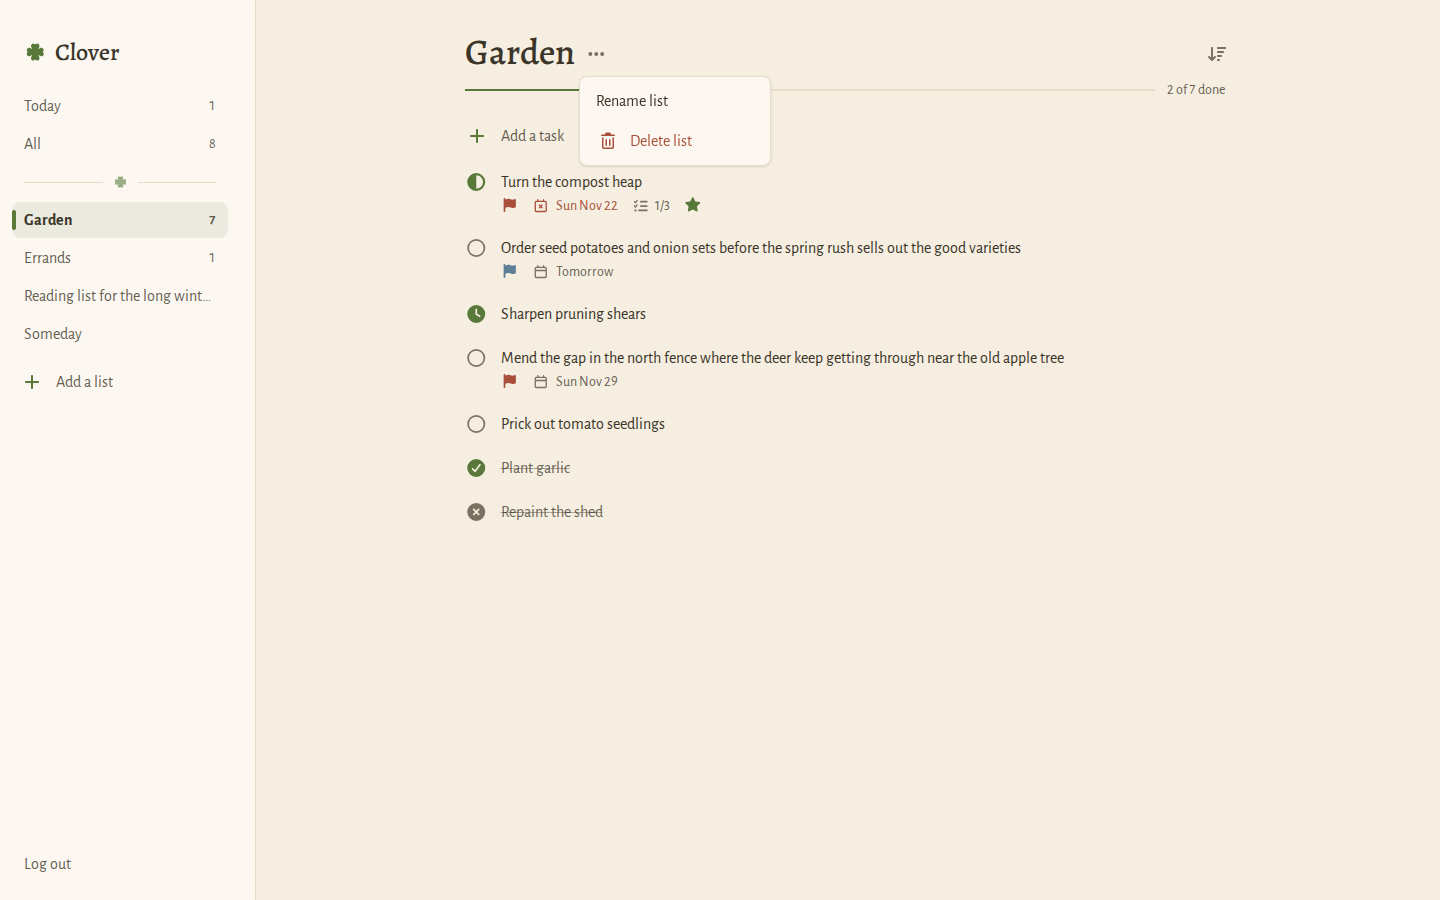 Clover
Today 1
All 8
Garden 7
Errands 1
Reading list for the long wint...
Someday
Add a list
Log out
Garden
2 of 7 done
Rename list
Delete list
Add a task
Turn the compost heap
Sun Nov 22 1/3
Order seed potatoes and onion sets before the spring rush sells out the good varieties
Tomorrow
Sharpen pruning shears
Mend the gap in the north fence where the deer keep getting through near the old apple tree
Sun Nov 29
Prick out tomato seedlings
Plant garlic
Repaint the shed